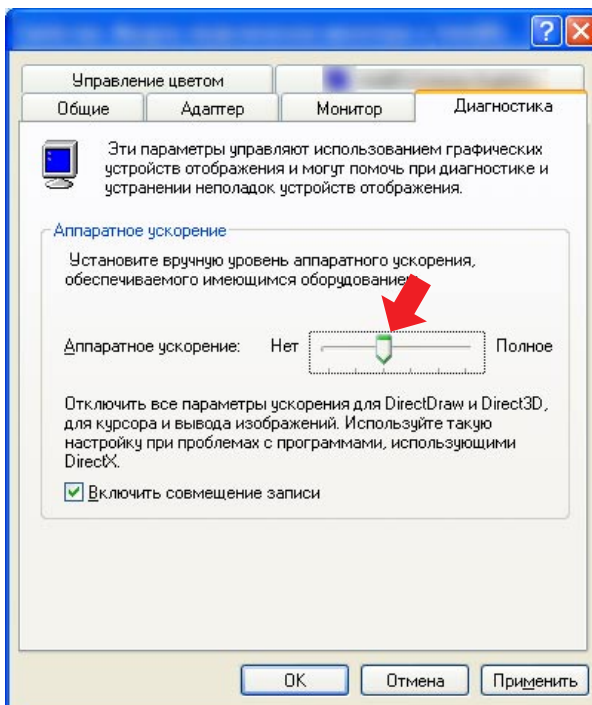 Управление цветом
Общие Адаптер Монитор Диагностика
Эти параметры управляют использованием графических
устройств отображения и могут помочь при диагностике и
устранении неполадок устройств отображения.
Аппаратное ускорение
Установите вручную уровень аппаратного ускорения,
обеспечиваемого имеющимся оборудованием
Аппаратное ускорение: Нет Полное
Отключить все параметры ускорения для DirectDraw и Direct3D,
для курсора и вывода изображений. Используйте такую
настройку при проблемах с программами, использующими
DirectX.
Включить совмещение записи
OK Отмена Применить